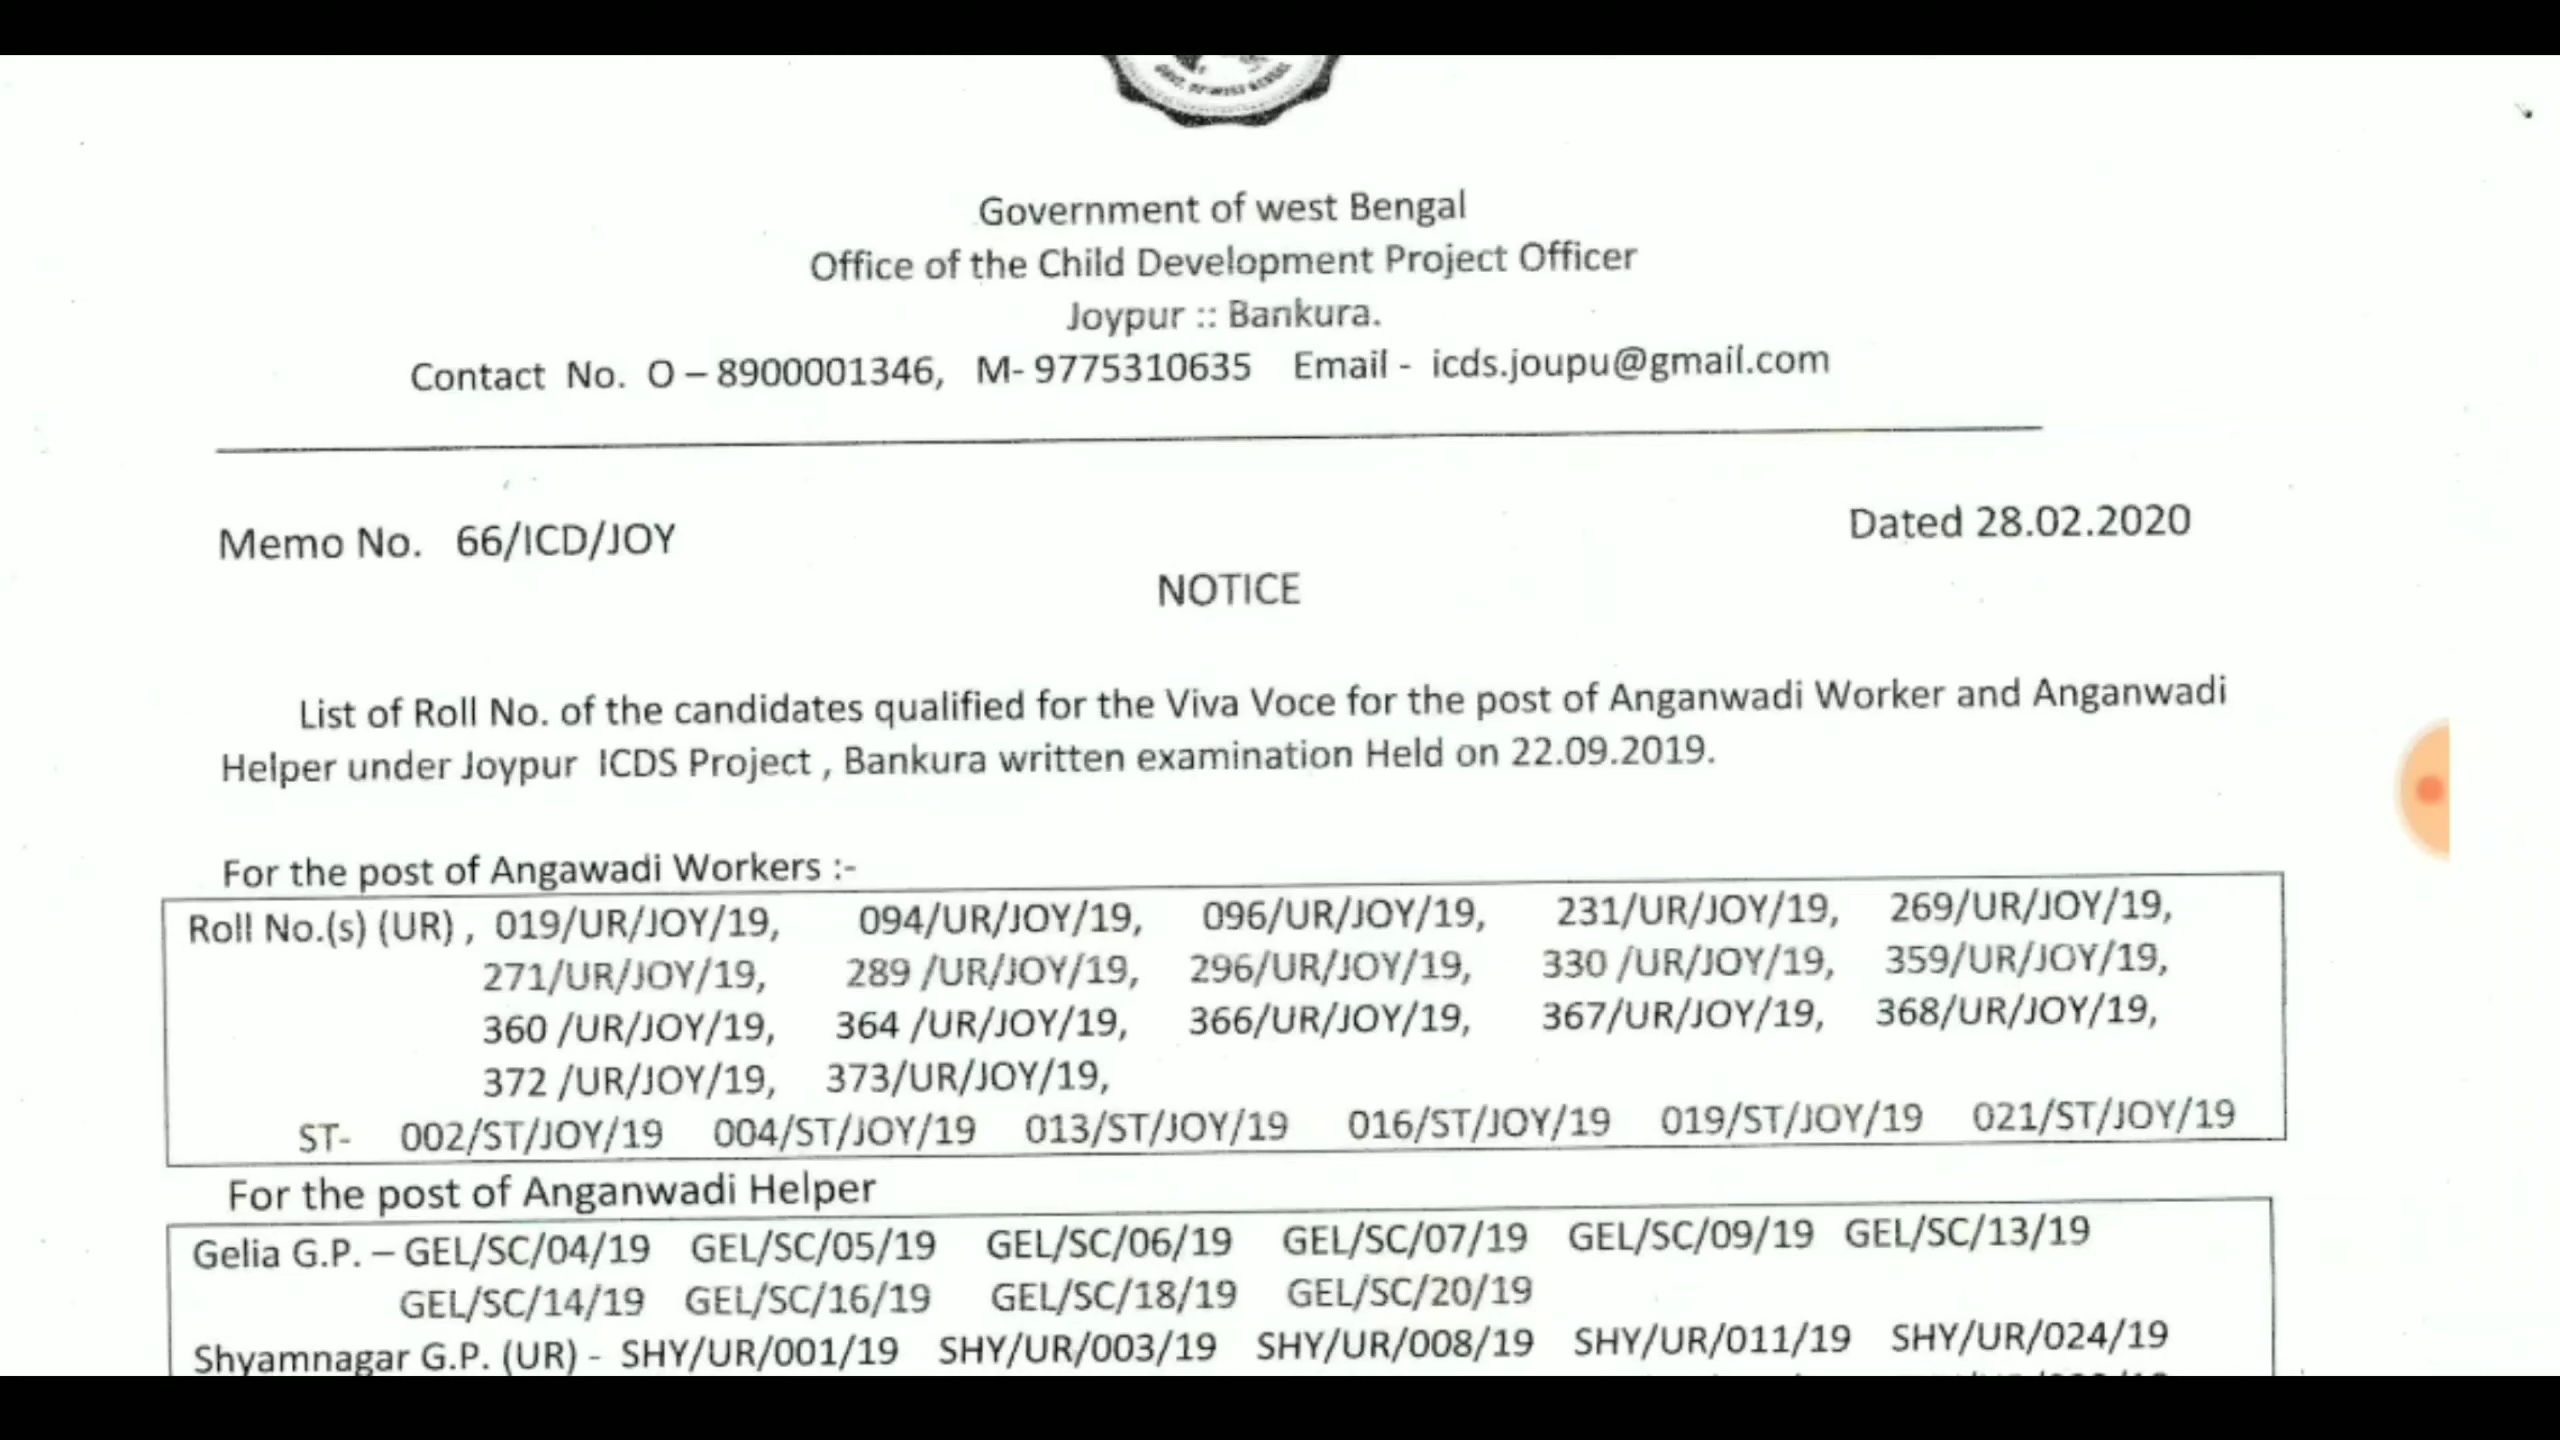 GOVT. OF WEST BENGAL
Government of west Bengal
Office of the Child Development Project Officer
Joypur :: Bankura.
Contact No. O – 8900001346, M- 9775310635 Email - icds.joupu@gmail.com
Memo No. 66/ICD/JOY Dated 28.02.2020
NOTICE
List of Roll No. of the candidates qualified for the Viva Voce for the post of Anganwadi Worker and Anganwadi
Helper under Joypur ICDS Project , Bankura written examination Held on 22.09.2019.
For the post of Angawadi Workers :-
Roll No.(s) (UR) , 019/UR/JOY/19, 094/UR/JOY/19, 096/UR/JOY/19, 231/UR/JOY/19, 269/UR/JOY/19,
271/UR/JOY/19, 289 /UR/JOY/19, 296/UR/JOY/19, 330 /UR/JOY/19, 359/UR/JOY/19,
360 /UR/JOY/19, 364 /UR/JOY/19, 366/UR/JOY/19, 367/UR/JOY/19, 368/UR/JOY/19,
372 /UR/JOY/19, 373/UR/JOY/19,
ST- 002/ST/JOY/19 004/ST/JOY/19 013/ST/JOY/19 016/ST/JOY/19 019/ST/JOY/19 021/ST/JOY/19
For the post of Anganwadi Helper
Gelia G.P. – GEL/SC/04/19 GEL/SC/05/19 GEL/SC/06/19 GEL/SC/07/19 GEL/SC/09/19 GEL/SC/13/19
GEL/SC/14/19 GEL/SC/16/19 GEL/SC/18/19 GEL/SC/20/19
Shyamnagar G.P. (UR) - SHY/UR/001/19 SHY/UR/003/19 SHY/UR/008/19 SHY/UR/011/19 SHY/UR/024/19